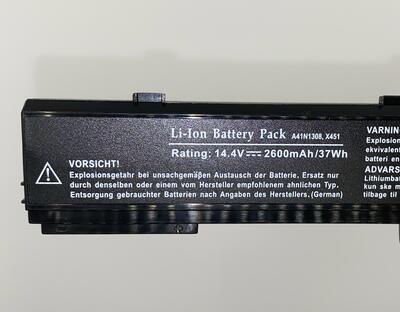 Li-Ion Battery Pack A41N1308, X451
Rating: 14.4V⎓2600mAh/37Wh
VORSICHT!
Explosionsgetahr bei unsachgemäßen Austausch der Batterie. Ersatz nur
durch denselben oder einem vom Hersteller empfohlenem ähnlichen Typ.
Entsorgung gebrauchter Batterien nach Angaben des Herstellers.(German)
VARNIN
Explosion
ekvivalent
batteri en
ADVARS
Lithiumbat
kun ske m
tilbage til